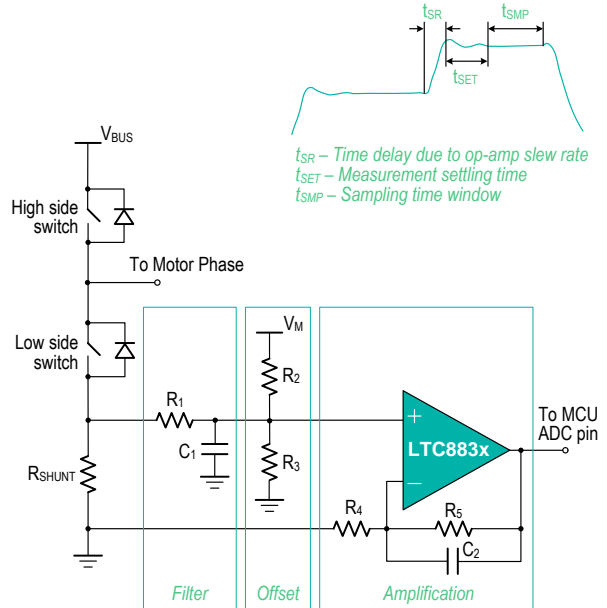 tSR
tSMP
tSET
tSR – Time delay due to op-amp slew rate
tSET – Measurement settling time
tSMP – Sampling time window
VBUS
High side
switch
To Motor Phase
Low side
switch
VM
R2
R1
C1
R3
RSHUNT
+
LTC883x
–
To MCU
ADC pin
R4
R5
C2
Filter
Offset
Amplification